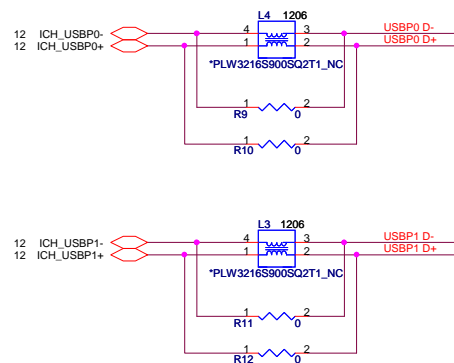 L4 1206
12 ICH_USBP0- 4 3 USBP0 D-
12 ICH_USBP0+ 1 2 USBP0 D+
*PLW3216S900SQ2T1_NC
1 2
R9 0
1 2
R10 0
L3 1206
12 ICH_USBP1- 4 3 USBP1 D-
12 ICH_USBP1+ 1 2 USBP1 D+
*PLW3216S900SQ2T1_NC
1 2
R11 0
1 2
R12 0